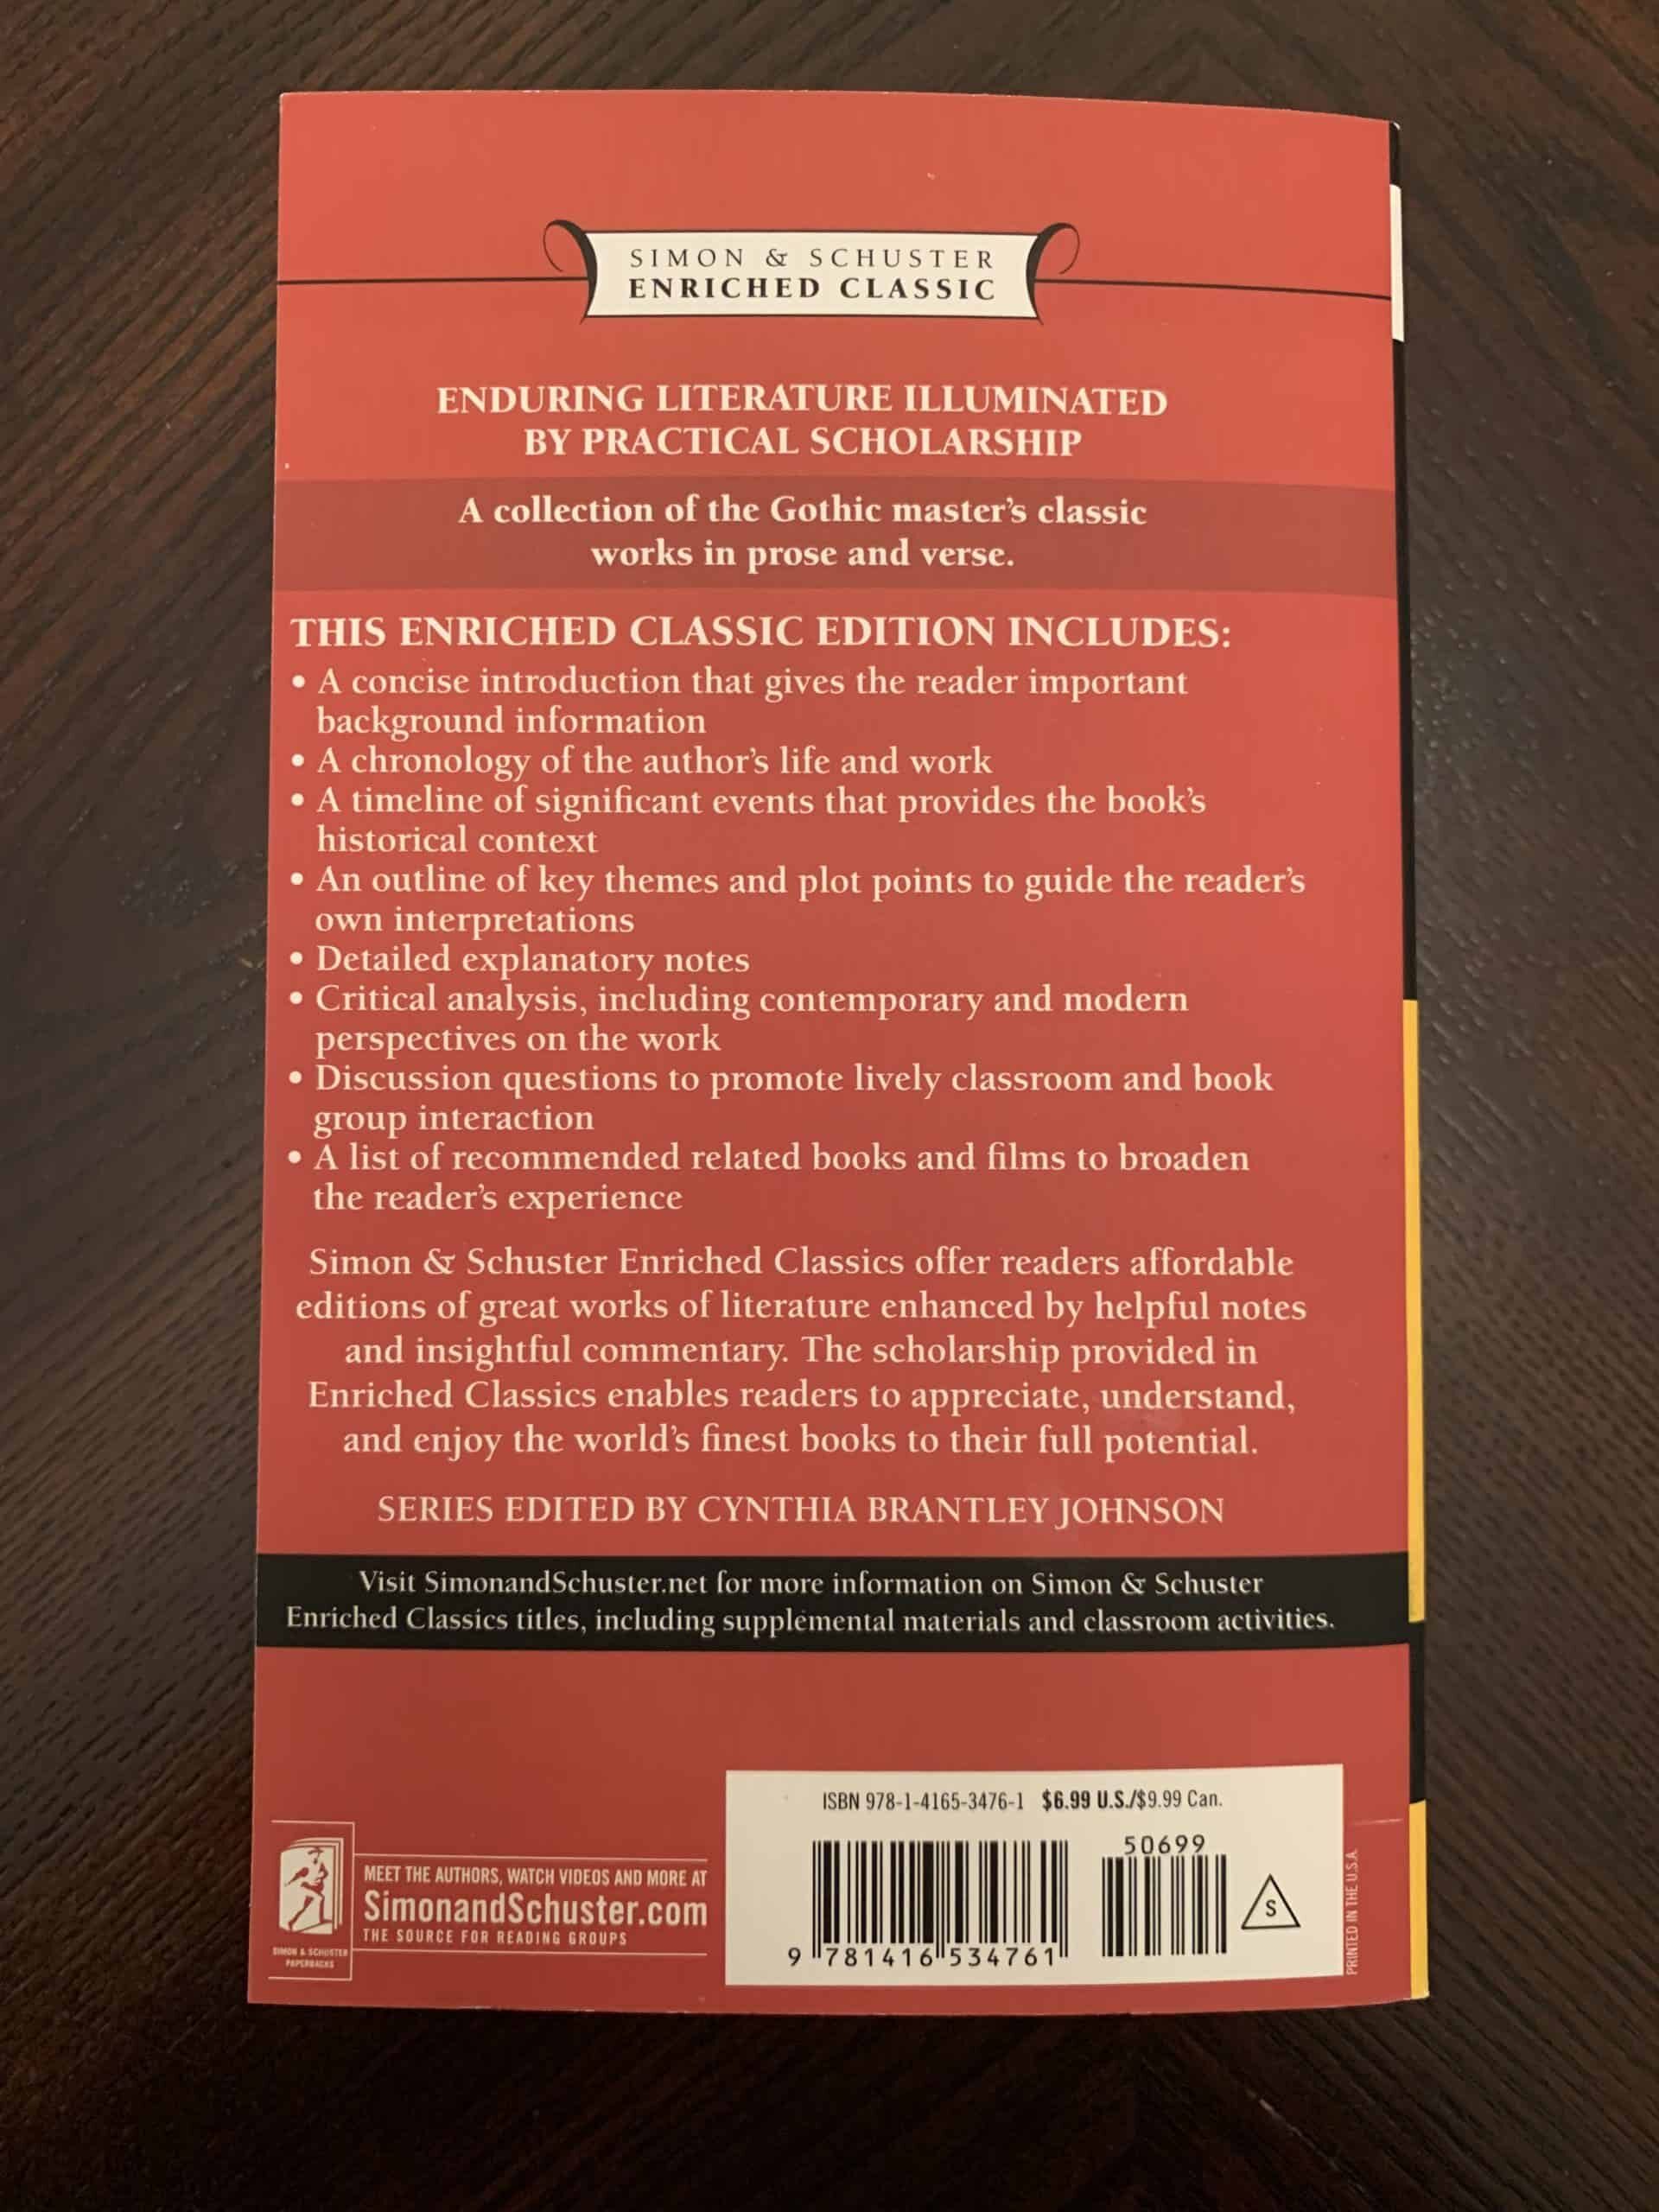 SIMON & SCHUSTER
ENRICHED CLASSIC
ENDURING LITERATURE ILLUMINATED
BY PRACTICAL SCHOLARSHIP
A collection of the Gothic master's classic
works in prose and verse.
THIS ENRICHED CLASSIC EDITION INCLUDES:
• A concise introduction that gives the reader important
background information
• A chronology of the author's life and work
• A timeline of significant events that provides the book's
historical context
• An outline of key themes and plot points to guide the reader's
own interpretations
• Detailed explanatory notes
• Critical analysis, including contemporary and modern
perspectives on the work
• Discussion questions to promote lively classroom and book
group interaction
• A list of recommended related books and films to broaden
the reader's experience
Simon & Schuster Enriched Classics offer readers affordable
editions of great works of literature enhanced by helpful notes
and insightful commentary. The scholarship provided in
Enriched Classics enables readers to appreciate, understand,
and enjoy the world's finest books to their full potential.
SERIES EDITED BY CYNTHIA BRANTLEY JOHNSON
Visit SimonandSchuster.net for more information on Simon & Schuster
Enriched Classics titles, including supplemental materials and classroom activities.
SIMON & SCHUSTER
PAPERBACKS
MEET THE AUTHORS, WATCH VIDEOS AND MORE AT
SimonandSchuster.com
THE SOURCE FOR READING GROUPS
ISBN 978-1-4165-3476-1 $6.99 U.S./$9.99 Can.
50699
9 781416 534761
S
PRINTED IN THE U.S.A.